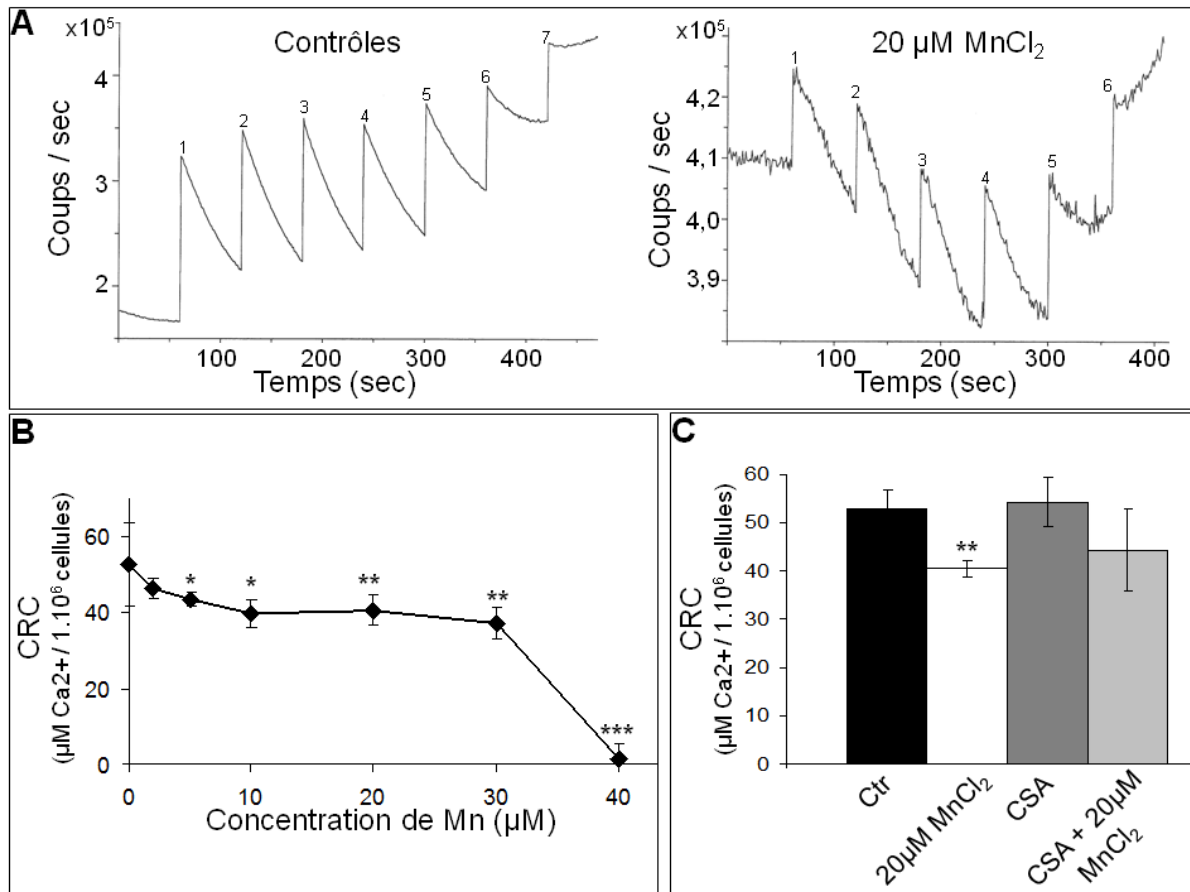 A
Contrôles
x10⁵
Coups / sec
4
3
2
1
2
3
4
5
6
7
100
200
300
400
Temps (sec)
20 µM MnCl₂
x10⁵
Coups / sec
4,2
4,1
4,0
3,9
1
2
3
4
5
6
100
200
300
400
Temps (sec)
B
CRC
(µM Ca2+ / 1.10⁶ cellules)
60
40
20
0
*
*
**
**
***
0
10
20
30
40
Concentration de Mn (µM)
C
CRC
(µM Ca2+ / 1.10⁶ cellules)
60
50
40
30
20
10
0
**
Ctr
20µM MnCl₂
CSA
CSA + 20µM
MnCl₂